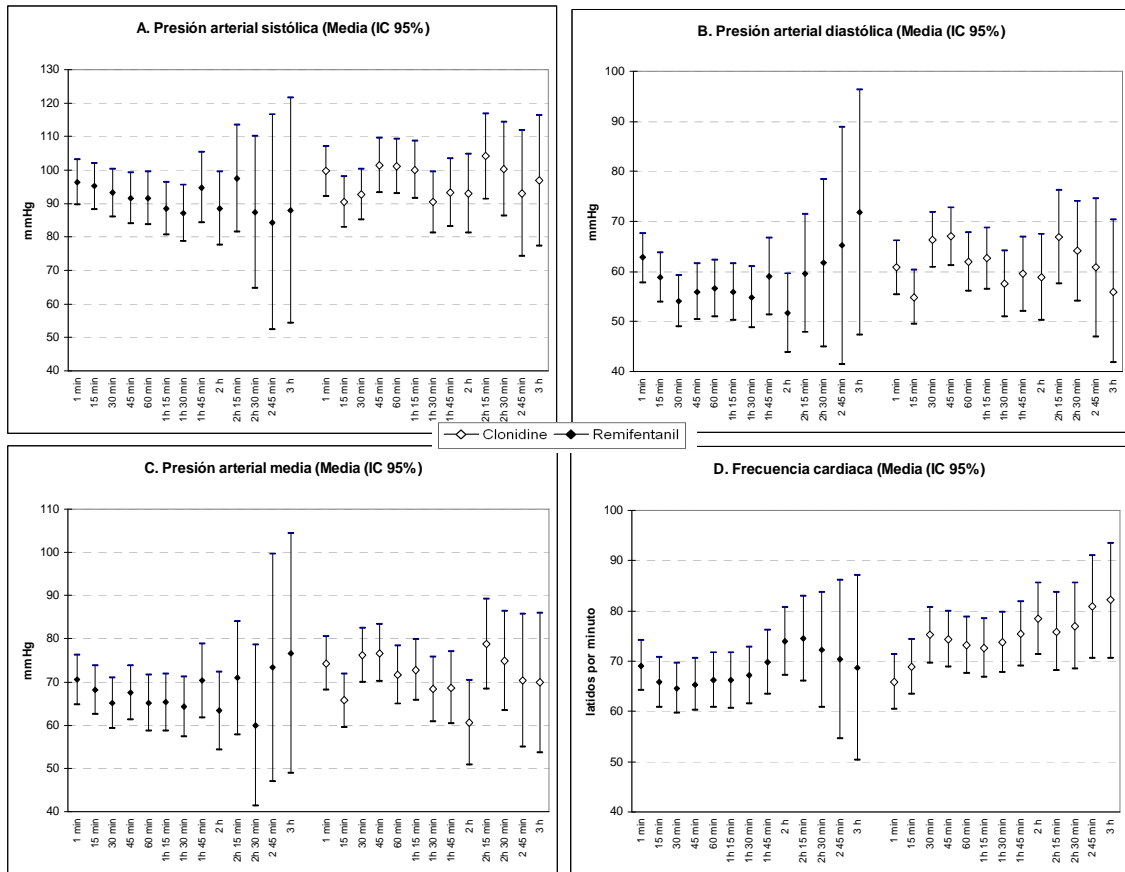 A. Presión arterial sistólica (Media (IC 95%)
130
120
110
100
90
80
70
60
50
40
mmHg
1 min
15 min
30 min
45 min
60 min
1h 15 min
1h 30 min
1h 45 min
2 h
2h 15 min
2h 30 min
2 45 min
3 h
1 min
15 min
30 min
45 min
60 min
1h 15 min
1h 30 min
1h 45 min
2 h
2h 15 min
2h 30 min
2 45 min
3 h
B. Presión arterial diastólica (Media (IC 95%)
100
90
80
70
60
50
40
mmHg
1 min
15 min
30 min
45 min
60 min
1h 15 min
1h 30 min
1h 45 min
2 h
2h 15 min
2h 30 min
2 45 min
3 h
1 min
15 min
30 min
45 min
60 min
1h 15 min
1h 30 min
1h 45 min
2 h
2h 15 min
2h 30 min
2 45 min
3 h
Clonidine Remifentanil
C. Presión arterial media (Media (IC 95%)
110
100
90
80
70
60
50
40
mmHg
1 min
15 min
30 min
45 min
60 min
1h 15 min
1h 30 min
1h 45 min
2 h
2h 15 min
2h 30 min
2 45 min
3 h
1 min
15 min
30 min
45 min
60 min
1h 15 min
1h 30 min
1h 45 min
2 h
2h 15 min
2h 30 min
2 45 min
3 h
D. Frecuencia cardiaca (Media (IC 95%)
100
90
80
70
60
50
40
latidos por minuto
1 min
15 min
30 min
45 min
60 min
1h 15 min
1h 30 min
1h 45 min
2 h
2h 15 min
2h 30 min
2 45 min
3 h
1 min
15 min
30 min
45 min
60 min
1h 15 min
1h 30 min
1h 45 min
2 h
2h 15 min
2h 30 min
2 45 min
3 h